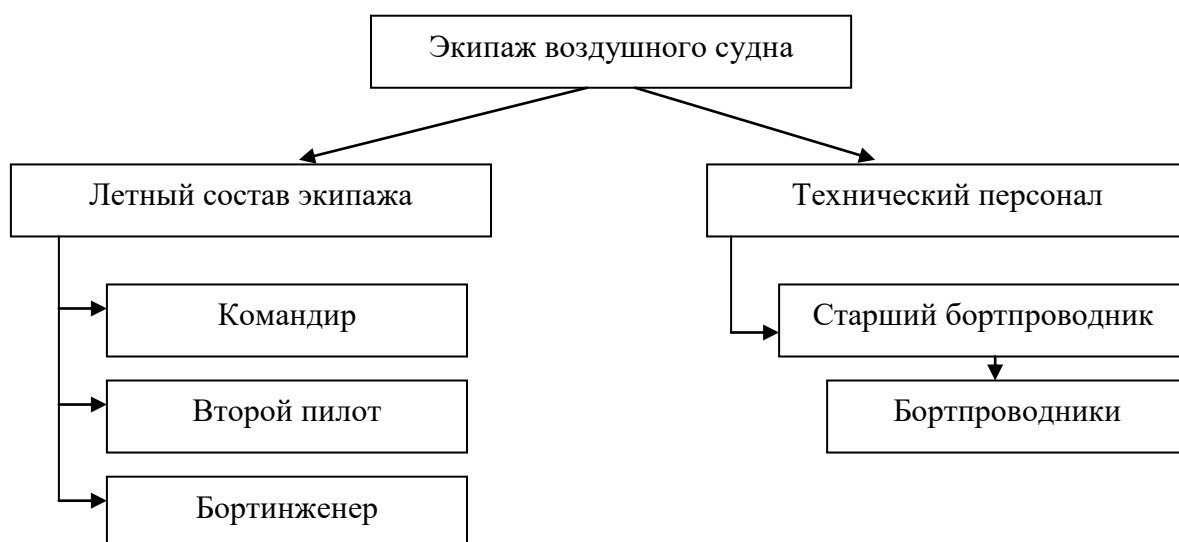 Экипаж воздушного судна
Летный состав экипажа
Технический персонал
Командир
Старший бортпроводник
Второй пилот
Бортпроводники
Бортинженер